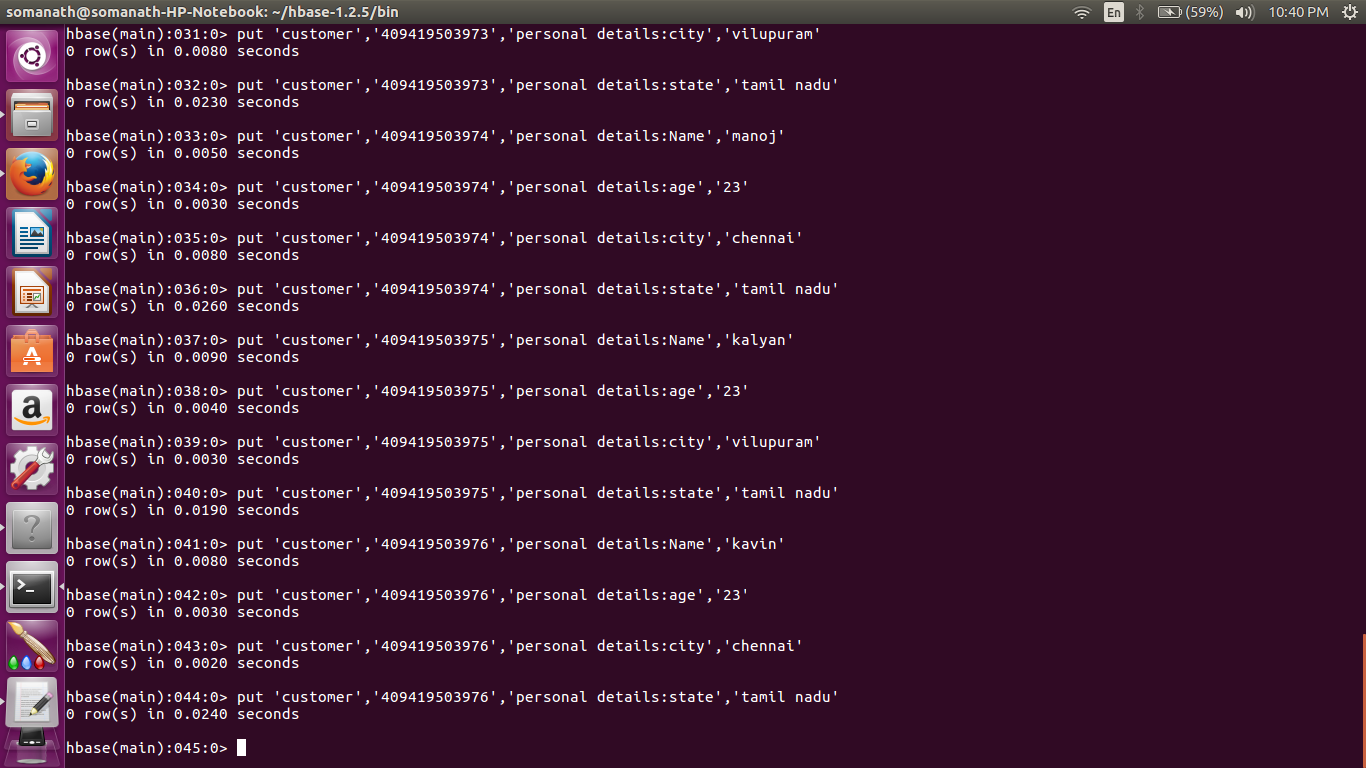 somanath@somanath-HP-Notebook: ~/hbase-1.2.5/bin
En
(59%)
10:40 PM
hbase(main):031:0> put 'customer','409419503973','personal details:city','vilupuram'
0 row(s) in 0.0080 seconds
hbase(main):032:0> put 'customer','409419503973','personal details:state','tamil nadu'
0 row(s) in 0.0230 seconds
hbase(main):033:0> put 'customer','409419503974','personal details:Name','manoj'
0 row(s) in 0.0050 seconds
hbase(main):034:0> put 'customer','409419503974','personal details:age','23'
0 row(s) in 0.0030 seconds
hbase(main):035:0> put 'customer','409419503974','personal details:city','chennai'
0 row(s) in 0.0080 seconds
hbase(main):036:0> put 'customer','409419503974','personal details:state','tamil nadu'
0 row(s) in 0.0260 seconds
hbase(main):037:0> put 'customer','409419503975','personal details:Name','kalyan'
0 row(s) in 0.0090 seconds
hbase(main):038:0> put 'customer','409419503975','personal details:age','23'
0 row(s) in 0.0040 seconds
hbase(main):039:0> put 'customer','409419503975','personal details:city','vilupuram'
0 row(s) in 0.0030 seconds
hbase(main):040:0> put 'customer','409419503975','personal details:state','tamil nadu'
0 row(s) in 0.0190 seconds
hbase(main):041:0> put 'customer','409419503976','personal details:Name','kavin'
0 row(s) in 0.0080 seconds
hbase(main):042:0> put 'customer','409419503976','personal details:age','23'
0 row(s) in 0.0030 seconds
hbase(main):043:0> put 'customer','409419503976','personal details:city','chennai'
0 row(s) in 0.0020 seconds
hbase(main):044:0> put 'customer','409419503976','personal details:state','tamil nadu'
0 row(s) in 0.0240 seconds
hbase(main):045:0>